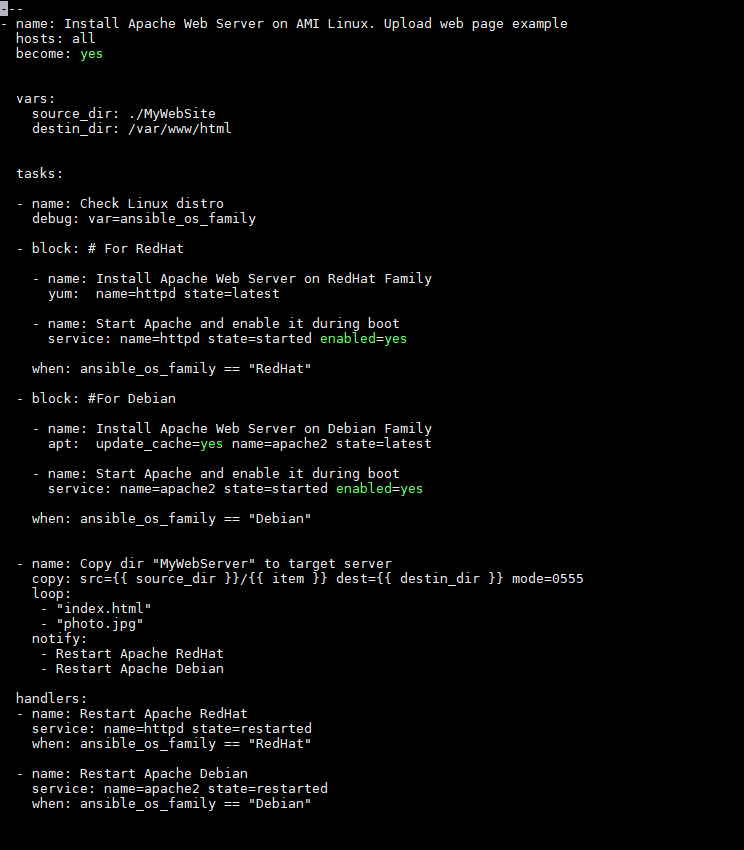 ---
- name: Install Apache Web Server on AMI Linux. Upload web page example
  hosts: all
  become: yes
  vars:
    source_dir: ./MyWebSite
    destin_dir: /var/www/html
  tasks:
  - name: Check Linux distro
    debug: var=ansible_os_family
  - block: # For RedHat
    - name: Install Apache Web Server on RedHat Family
      yum:  name=httpd state=latest
    - name: Start Apache and enable it during boot
      service: name=httpd state=started enabled=yes
    when: ansible_os_family == "RedHat"
  - block: #For Debian
    - name: Install Apache Web Server on Debian Family
      apt:  update_cache=yes name=apache2 state=latest
    - name: Start Apache and enable it during boot
      service: name=apache2 state=started enabled=yes
    when: ansible_os_family == "Debian"
  - name: Copy dir "MyWebServer" to target server
    copy: src={{ source_dir }}/{{ item }} dest={{ destin_dir }} mode=0555
    loop:
     - "index.html"
     - "photo.jpg"
    notify:
     - Restart Apache RedHat
     - Restart Apache Debian
  handlers:
  - name: Restart Apache RedHat
    service: name=httpd state=restarted
    when: ansible_os_family == "RedHat"
  - name: Restart Apache Debian
    service: name=apache2 state=restarted
    when: ansible_os_family == "Debian"